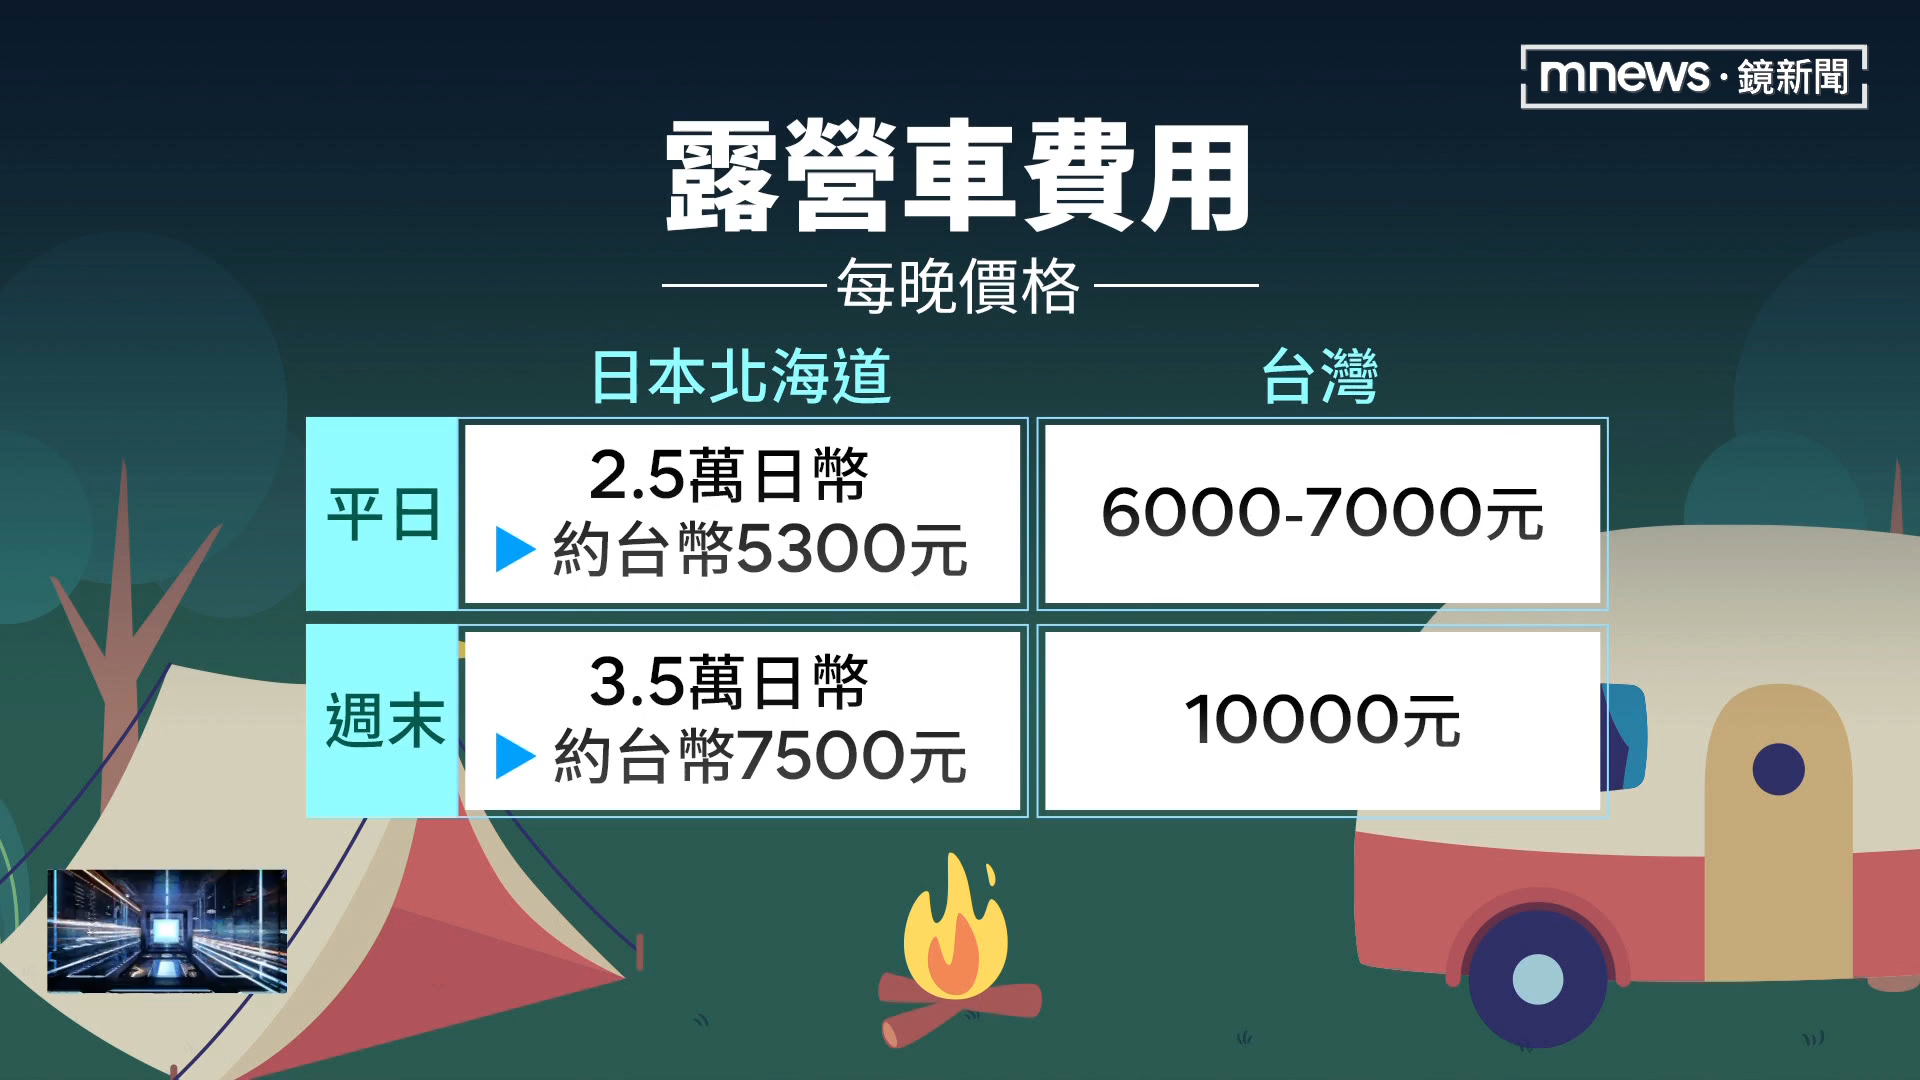 mnews·鏡新聞
露營車費用
每晚價格
日本北海道
台灣
平日
2.5萬日幣
▶約台幣5300元
6000-7000元
週末
3.5萬日幣
▶約台幣7500元
10000元